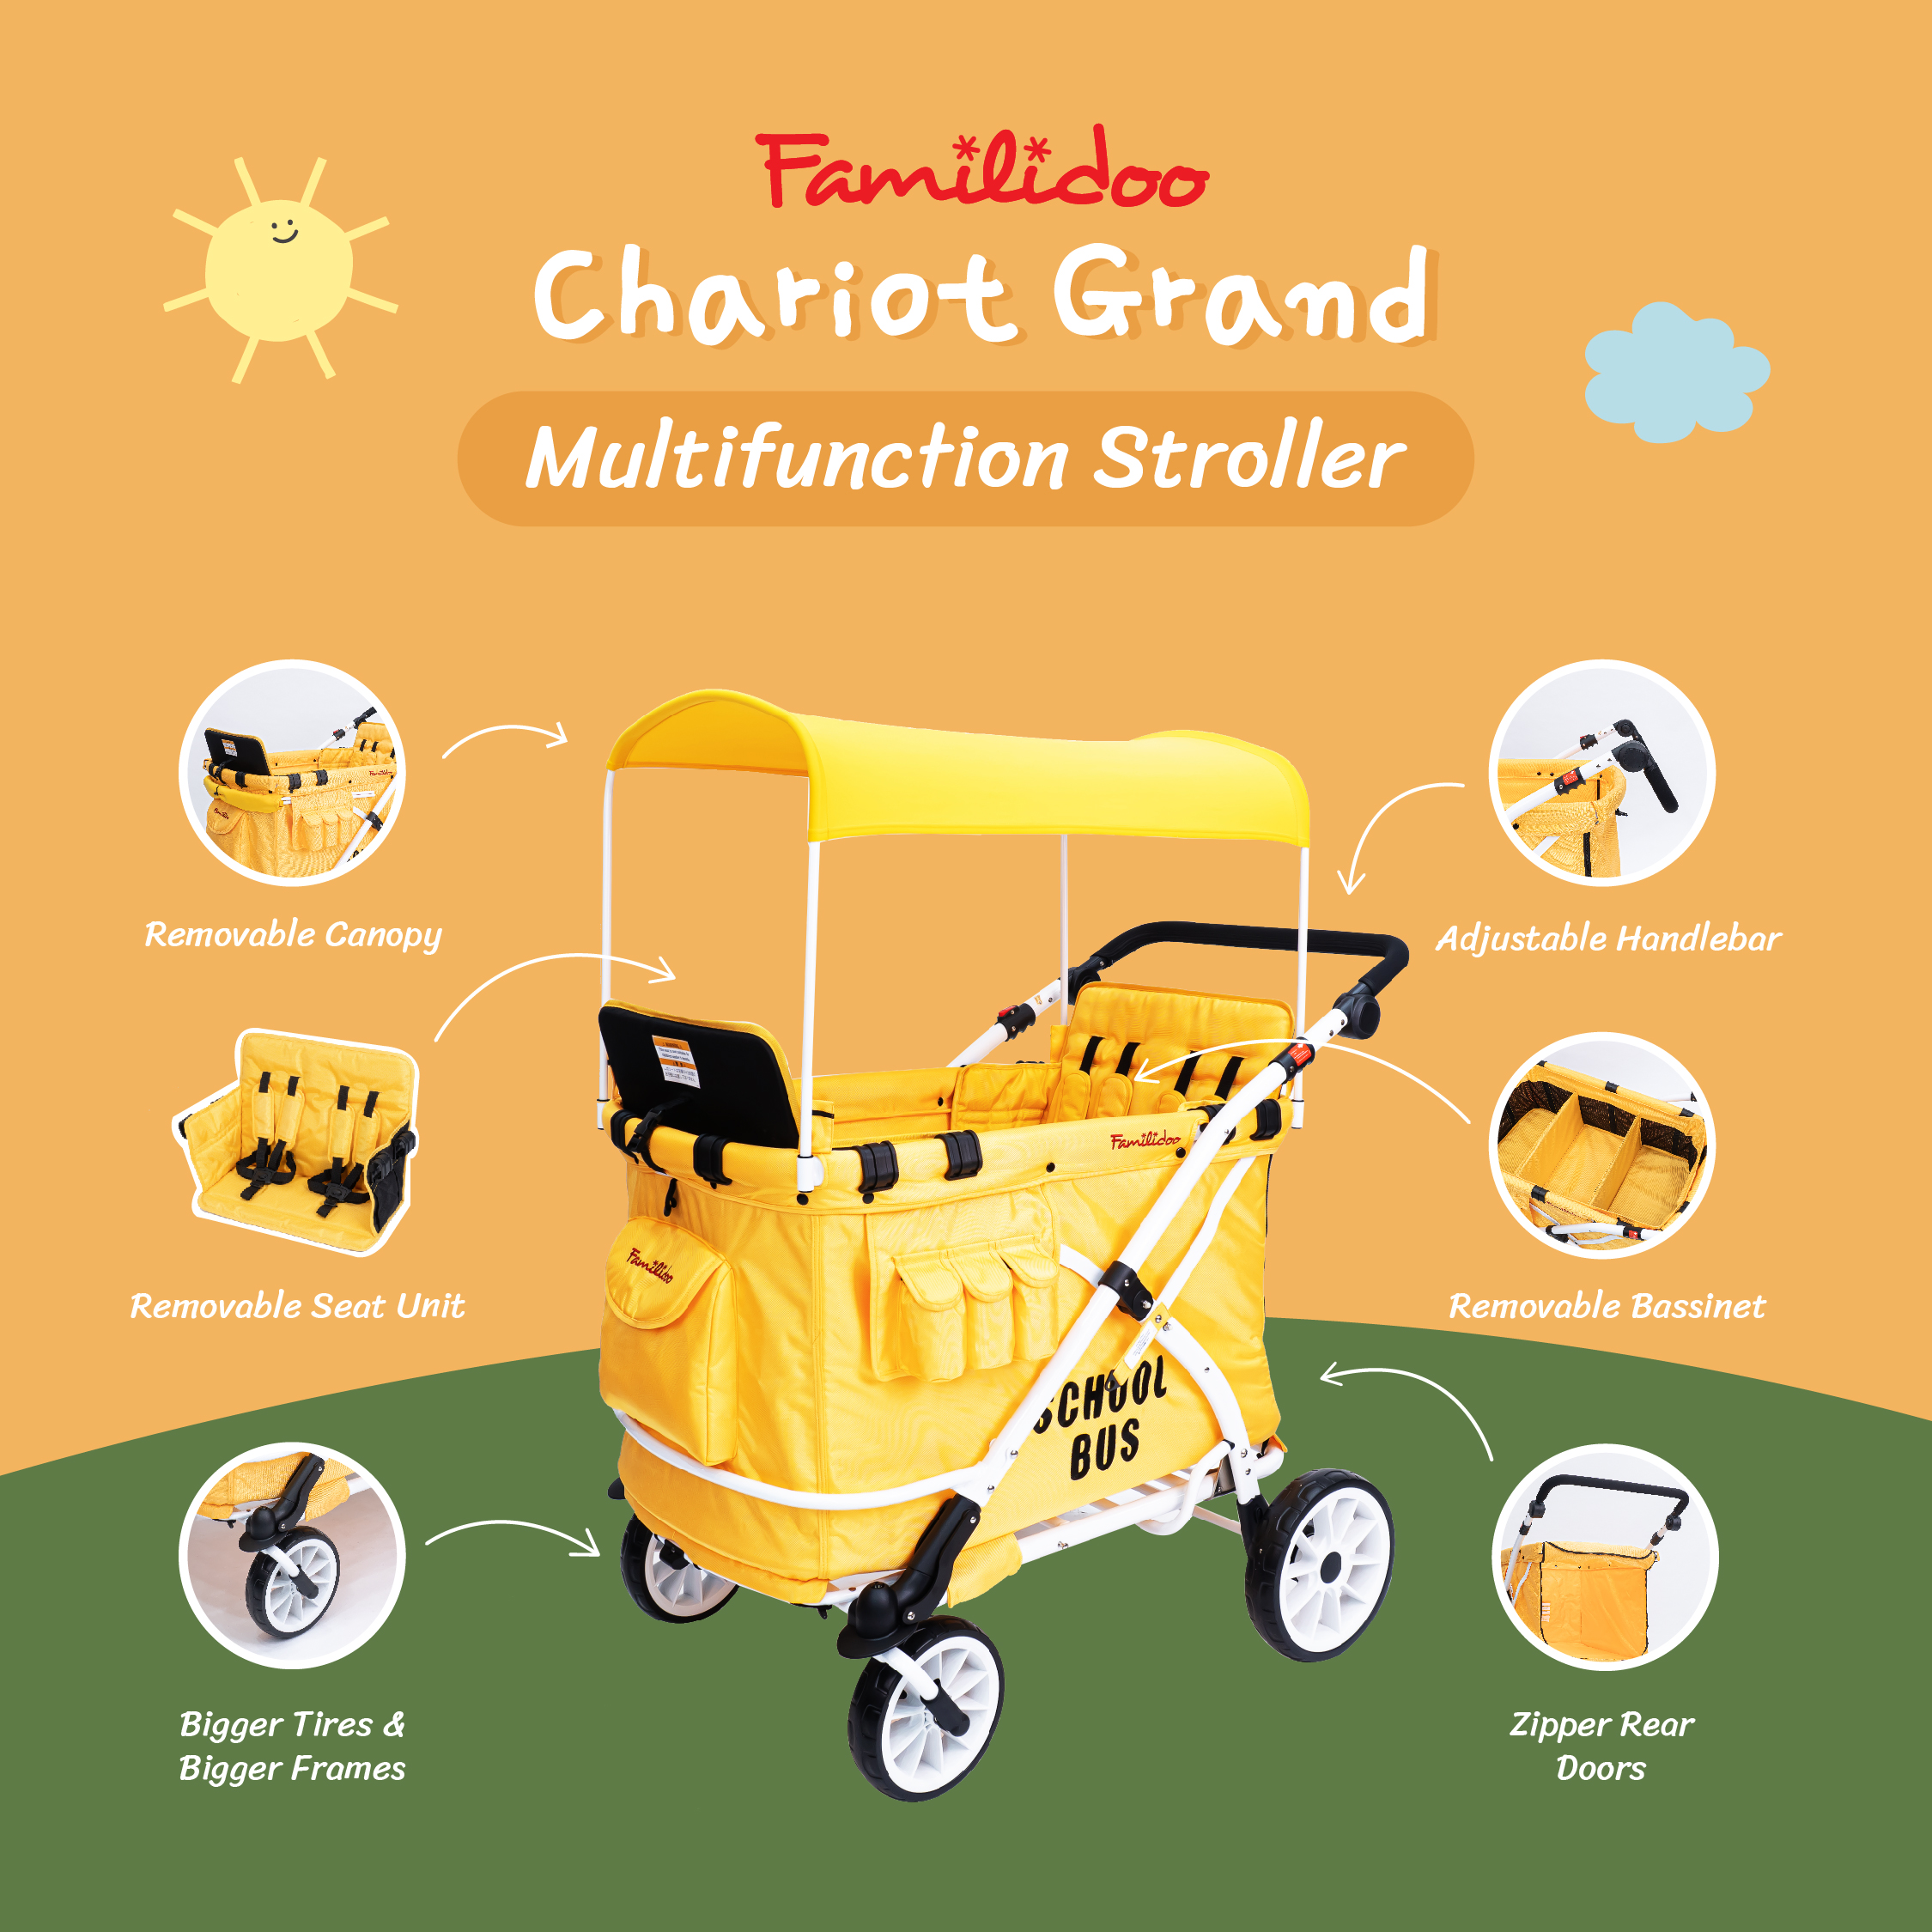 Familidoo
Chariot Grand
Multifunction Stroller
Removable Canopy
Adjustable Handlebar
Familidoo
Familidoo
Removable Seat Unit
Removable Bassinet
SCHOOL
BUS
Bigger Tires &
Bigger Frames
Zipper Rear
Doors